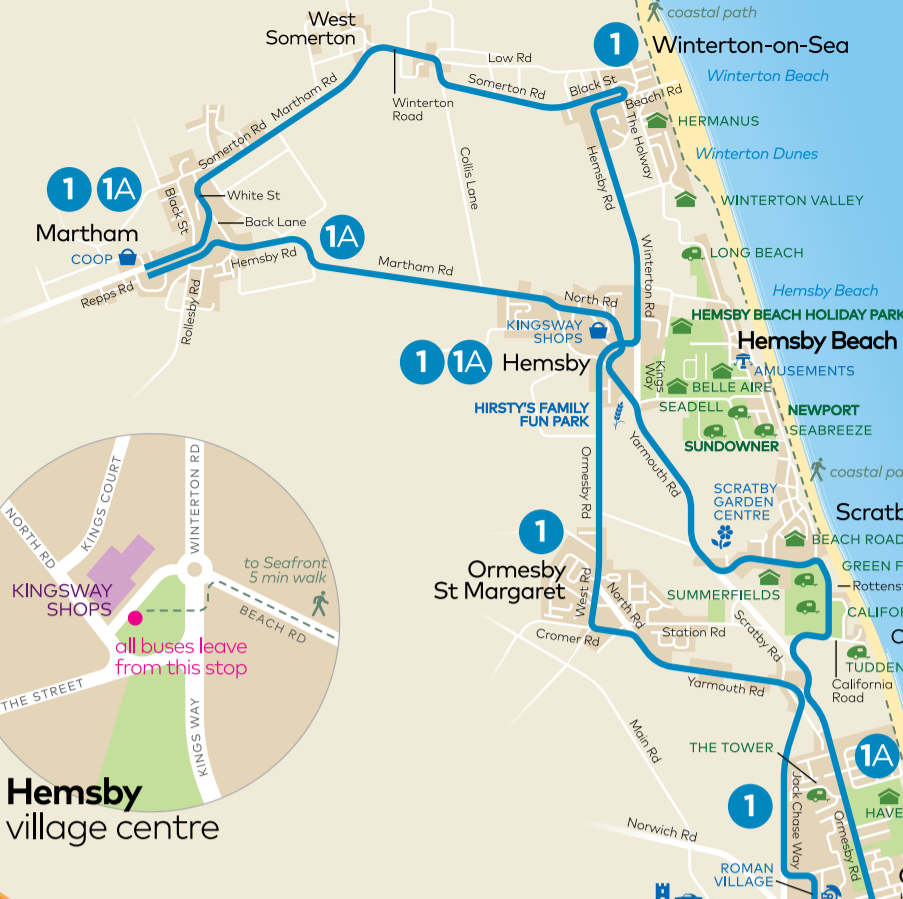 coastal path
West
Somerton
1 Winterton-on-Sea
Low Rd
Winterton Beach
Somerton Rd
Black St
Beach Rd
Martham Rd
Winterton
Road
HERMANUS
The Holway
Somerton Rd
Collis Lane
Hemsby Rd
Winterton Dunes
1 1A
Martham
Black St
White St
WINTERTON VALLEY
Back Lane
1A
COOP
Hemsby Rd
Martham Rd
Winterton Rd
LONG BEACH
Repps Rd
Rollesby Rd
North Rd
Hemsby Beach
HEMSBY BEACH HOLIDAY PARK
KINGSWAY
SHOPS
Hemsby Beach
1 1A Hemsby
Kings
Way
AMUSEMENTS
BELLE AIRE
HIRSTY'S FAMILY
FUN PARK
SEADELL
NEWPORT
SEABREEZE
SUNDOWNER
Ormesby Rd
Yarmouth Rd
coastal pa
SCRATBY
GARDEN
CENTRE
Scratb
1
Ormesby
St Margaret
BEACH ROAD
GREEN F
SUMMERFIELDS
Rottens
CALIFOR
West Rd
North Rd
Cromer Rd
Station Rd
Scratby Rd
TUDDEN
California
Road
Yarmouth Rd
Main Rd
THE TOWER
1A
1
Jack Chase Way
Ormesby Rd
HAVE
Norwich Rd
ROMAN
VILLAGE
NORTH RD
KINGS COURT
WINTERTON RD
to Seafront
5 min walk
KINGSWAY
SHOPS
BEACH RD
all buses leave
from this stop
THE STREET
KINGS WAY
Hemsby
village centre